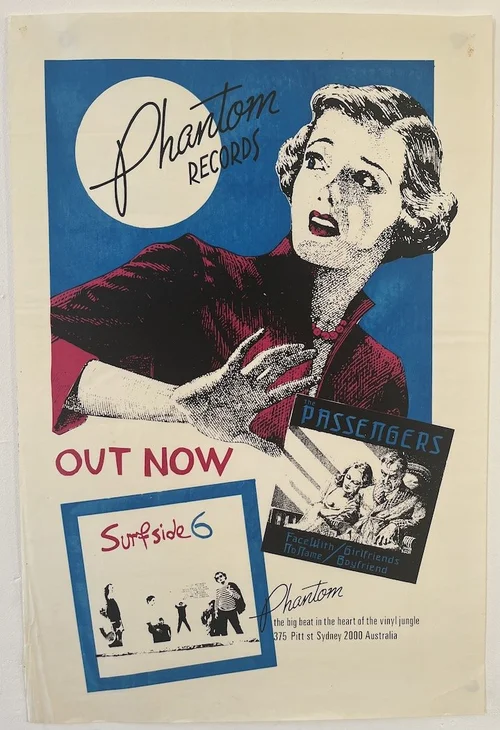 Phantom
RECORDS
PASSENGERS
OUT NOW
Face With No Name / Girlfriends Boyfriend
Surfside 6
Phantom
the big beat in the heart of the vinyl jungle
375 Pitt st Sydney 2000 Australia